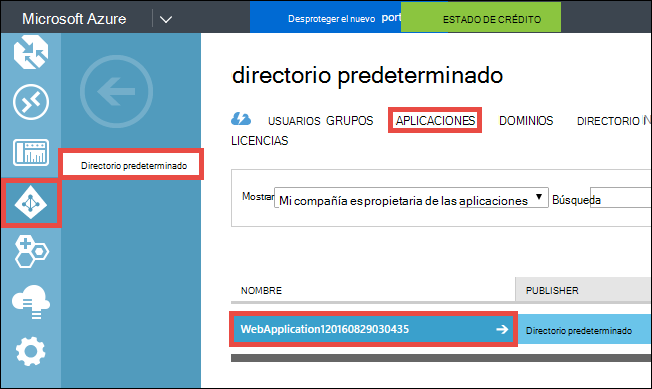 Microsoft Azure
Desproteger el nuevo port
ESTADO DE CRÉDITO
directorio predeterminado
USUARIOS GRUPOS APLICACIONES DOMINIOS DIRECTORIO
LICENCIAS
Directorio predeterminado
Mostrar Mi compañía es propietaria de las aplicaciones Búsqueda
NOMBRE PUBLISHER
WebApplication120160829030435 Directorio predeterminado